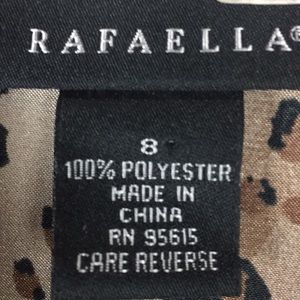 RAFAELLA®
8
100% POLYESTER
MADE IN
CHINA
RN 95615
CARE REVERSE